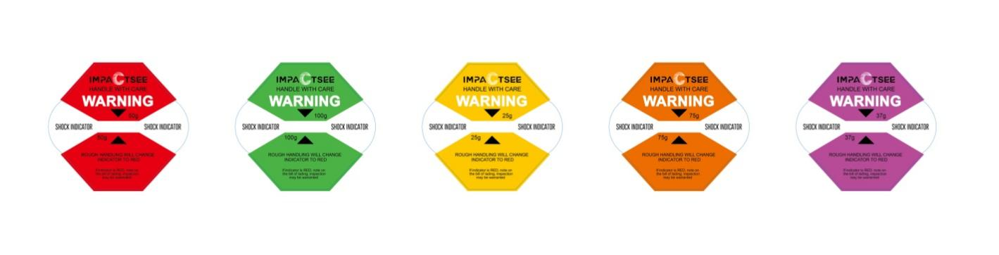 IMPACTSEE
HANDLE WITH CARE
WARNING
50g
SHOCK INDICATOR SHOCK INDICATOR
50g
ROUGH HANDLING WILL CHANGE
INDICATOR TO RED
If indicator is RED, note on
the bill of lading, inspection
may be warranted
IMPACTSEE
HANDLE WITH CARE
WARNING
100g
SHOCK INDICATOR SHOCK INDICATOR
100g
ROUGH HANDLING WILL CHANGE
INDICATOR TO RED
If indicator is RED, note on
the bill of lading, inspection
may be warranted
IMPACTSEE
HANDLE WITH CARE
WARNING
25g
SHOCK INDICATOR SHOCK INDICATOR
25g
ROUGH HANDLING WILL CHANGE
INDICATOR TO RED
If indicator is RED, note on
the bill of lading, inspection
may be warranted
IMPACTSEE
HANDLE WITH CARE
WARNING
75g
SHOCK INDICATOR SHOCK INDICATOR
75g
ROUGH HANDLING WILL CHANGE
INDICATOR TO RED
If indicator is RED, note on
the bill of lading, inspection
may be warranted
IMPACTSEE
HANDLE WITH CARE
WARNING
37g
SHOCK INDICATOR SHOCK INDICATOR
37g
ROUGH HANDLING WILL CHANGE
INDICATOR TO RED
If indicator is RED, note on
the bill of lading, inspection
may be warranted